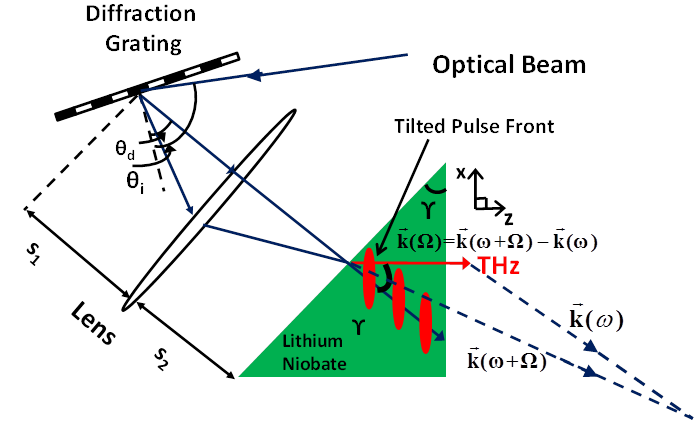 Diffraction
Grating
Optical Beam
Tilted Pulse Front
θd
θi
x
z
ϒ
k⃗(Ω)=k⃗(ω+Ω)−k⃗(ω)
THz
s1
Lens
s2
ϒ
Lithium
Niobate
k⃗(ω)
k⃗(ω+Ω)